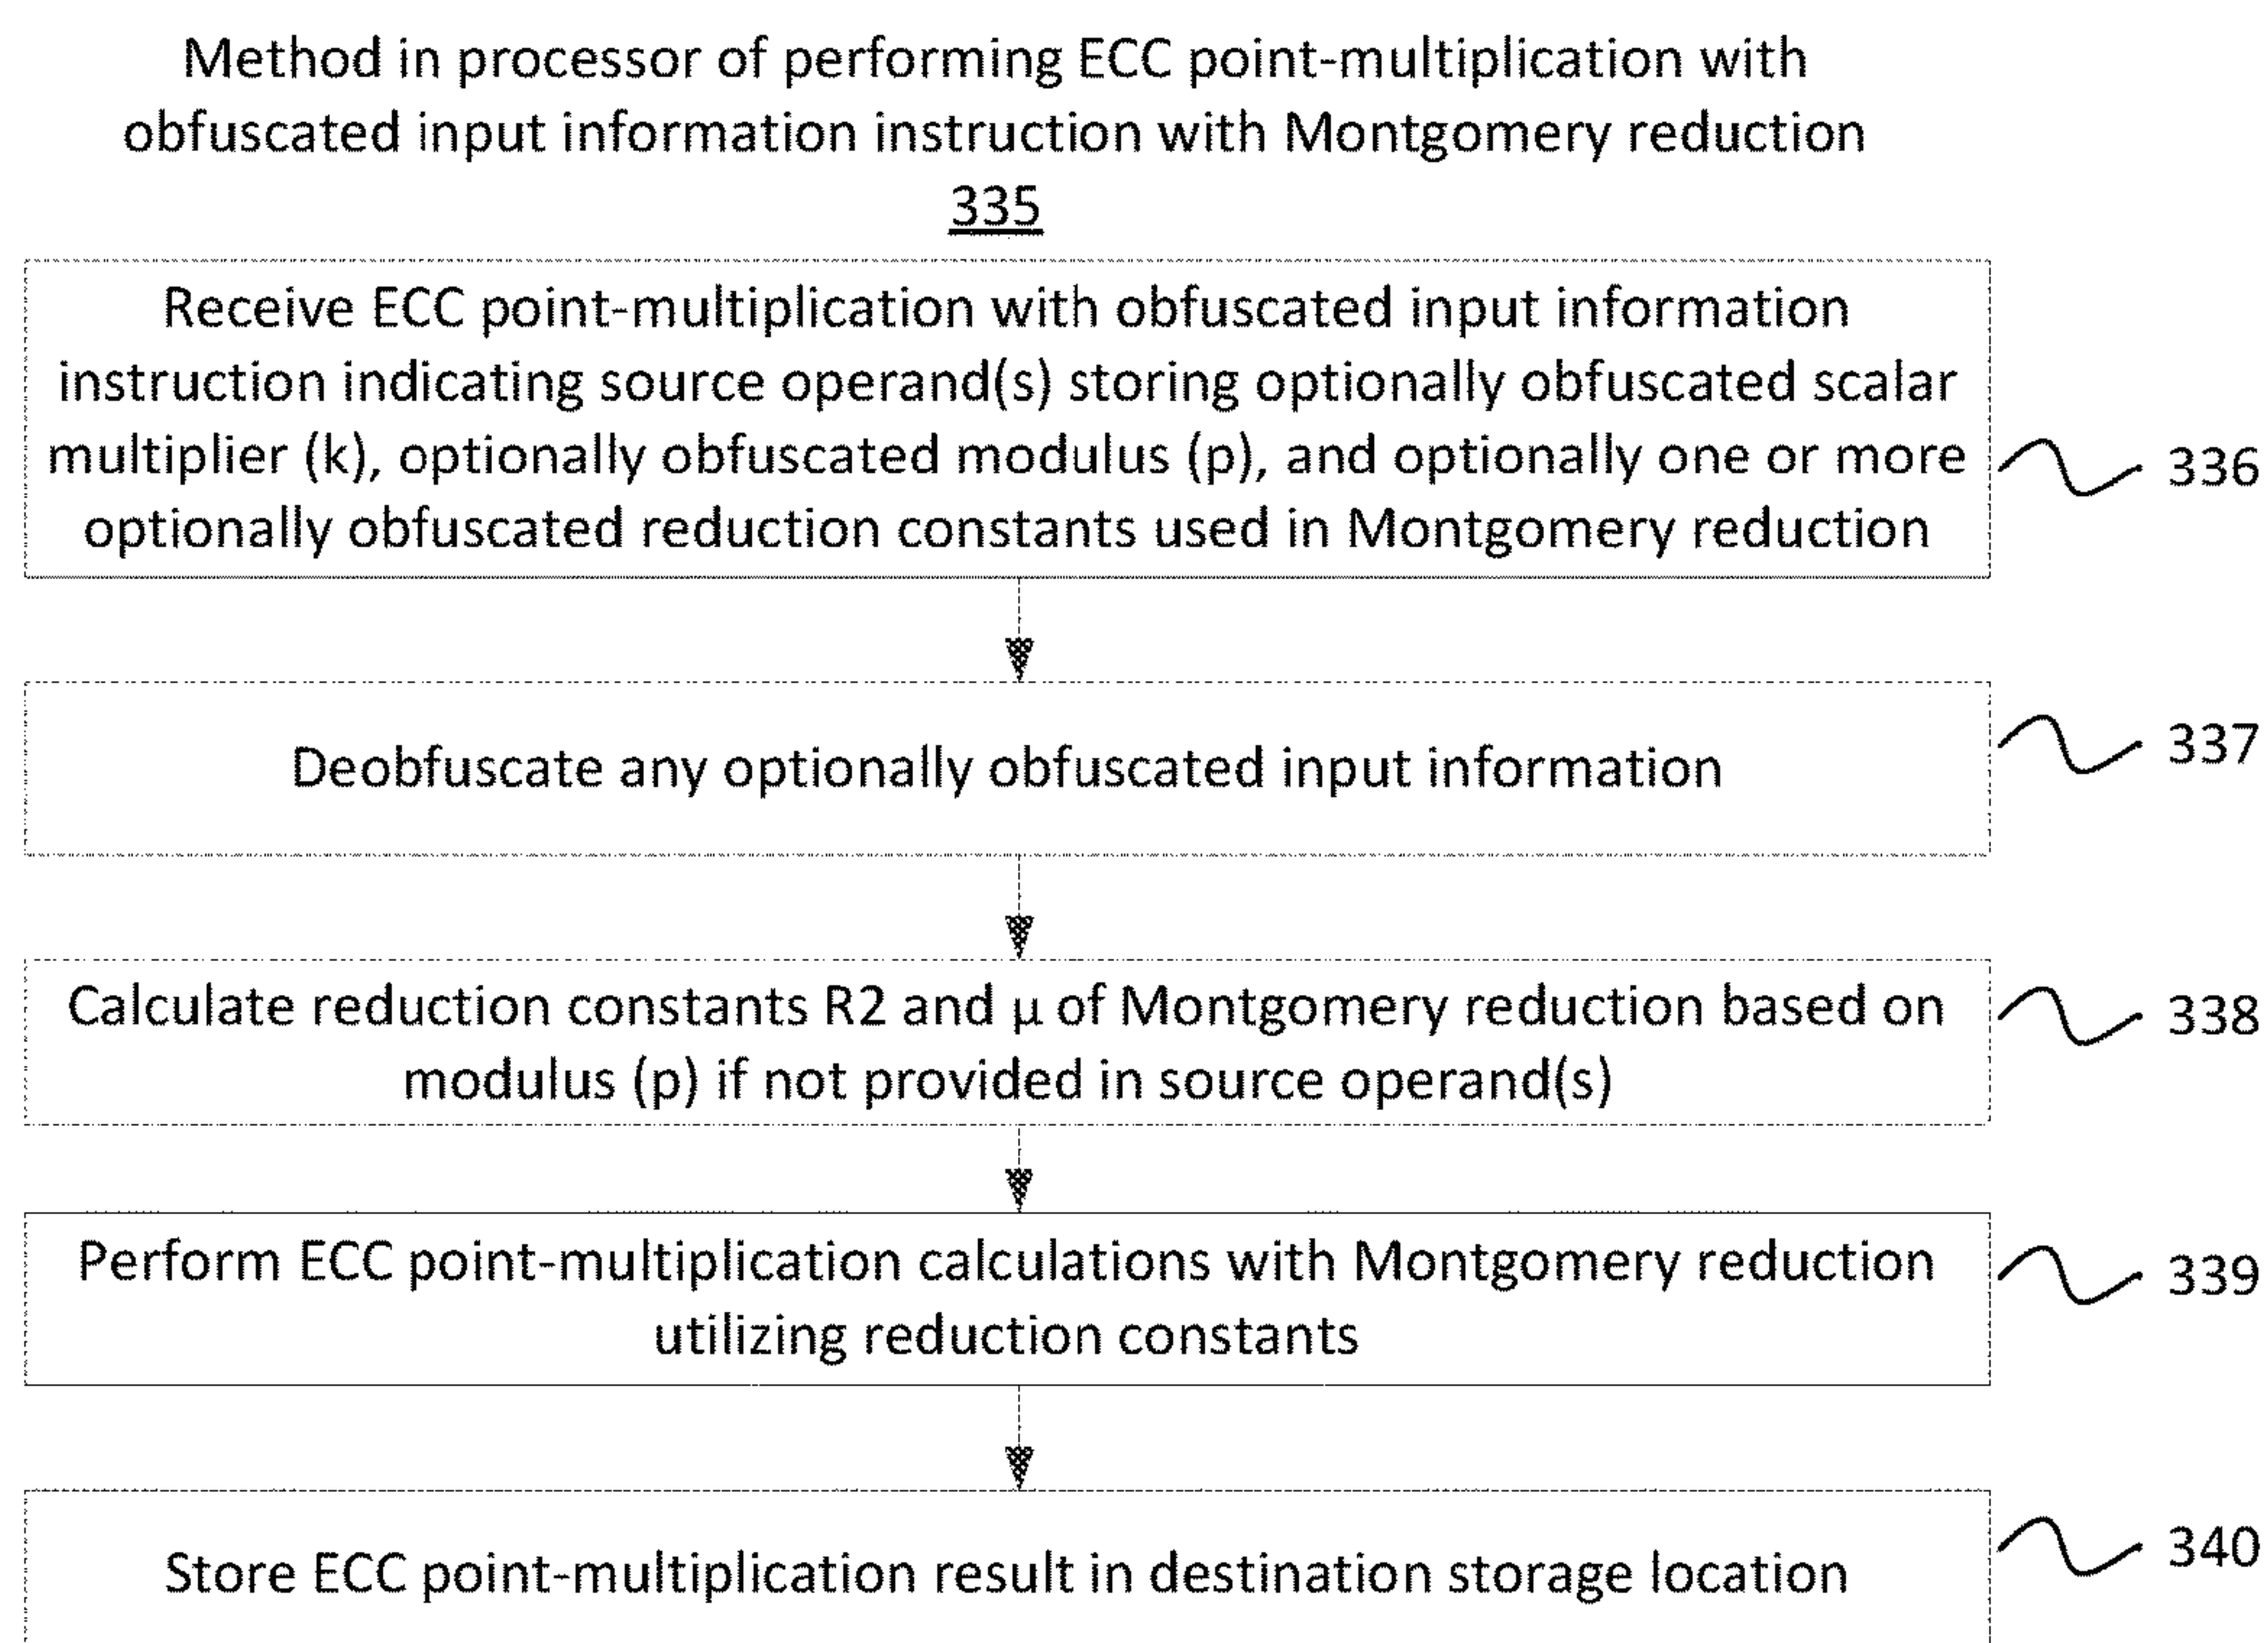 Method in processor of performing ECC point-multiplication with
obfuscated input information instruction with Montgomery reduction
335
Receive ECC point-multiplication with obfuscated input information
instruction indicating source operand(s) storing optionally obfuscated scalar
multiplier (k), optionally obfuscated modulus (p), and optionally one or more
optionally obfuscated reduction constants used in Montgomery reduction
336
Deobfuscate any optionally obfuscated input information
337
Calculate reduction constants R2 and μ of Montgomery reduction based on
modulus (p) if not provided in source operand(s)
338
Perform ECC point-multiplication calculations with Montgomery reduction
utilizing reduction constants
339
Store ECC point-multiplication result in destination storage location
340